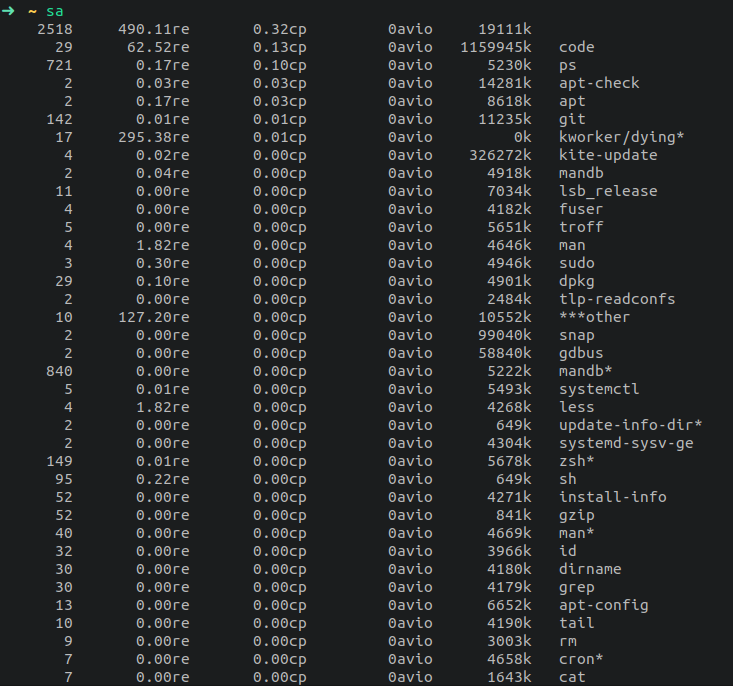 ➜ ~ sa
2518 490.11re 0.32cp 0avio 19111k
29 62.52re 0.13cp 0avio 1159945k code
721 0.17re 0.10cp 0avio 5230k ps
2 0.03re 0.03cp 0avio 14281k apt-check
2 0.17re 0.03cp 0avio 8618k apt
142 0.01re 0.01cp 0avio 11235k git
17 295.38re 0.01cp 0avio 0k kworker/dying*
4 0.02re 0.00cp 0avio 326272k kite-update
2 0.04re 0.00cp 0avio 4918k mandb
11 0.00re 0.00cp 0avio 7034k lsb_release
4 0.00re 0.00cp 0avio 4182k fuser
5 0.00re 0.00cp 0avio 5651k troff
4 1.82re 0.00cp 0avio 4646k man
3 0.30re 0.00cp 0avio 4946k sudo
29 0.10re 0.00cp 0avio 4901k dpkg
2 0.00re 0.00cp 0avio 2484k tlp-readconfs
10 127.20re 0.00cp 0avio 10552k ***other
2 0.00re 0.00cp 0avio 99040k snap
2 0.00re 0.00cp 0avio 58840k gdbus
840 0.00re 0.00cp 0avio 5222k mandb*
5 0.01re 0.00cp 0avio 5493k systemctl
4 1.82re 0.00cp 0avio 4268k less
2 0.00re 0.00cp 0avio 649k update-info-dir*
2 0.00re 0.00cp 0avio 4304k systemd-sysv-ge
149 0.01re 0.00cp 0avio 5678k zsh*
95 0.22re 0.00cp 0avio 649k sh
52 0.00re 0.00cp 0avio 4271k install-info
52 0.00re 0.00cp 0avio 841k gzip
40 0.00re 0.00cp 0avio 4669k man*
32 0.00re 0.00cp 0avio 3966k id
30 0.00re 0.00cp 0avio 4180k dirname
30 0.00re 0.00cp 0avio 4179k grep
13 0.00re 0.00cp 0avio 6652k apt-config
10 0.00re 0.00cp 0avio 4190k tail
9 0.00re 0.00cp 0avio 3003k rm
7 0.00re 0.00cp 0avio 4658k cron*
7 0.00re 0.00cp 0avio 1643k cat